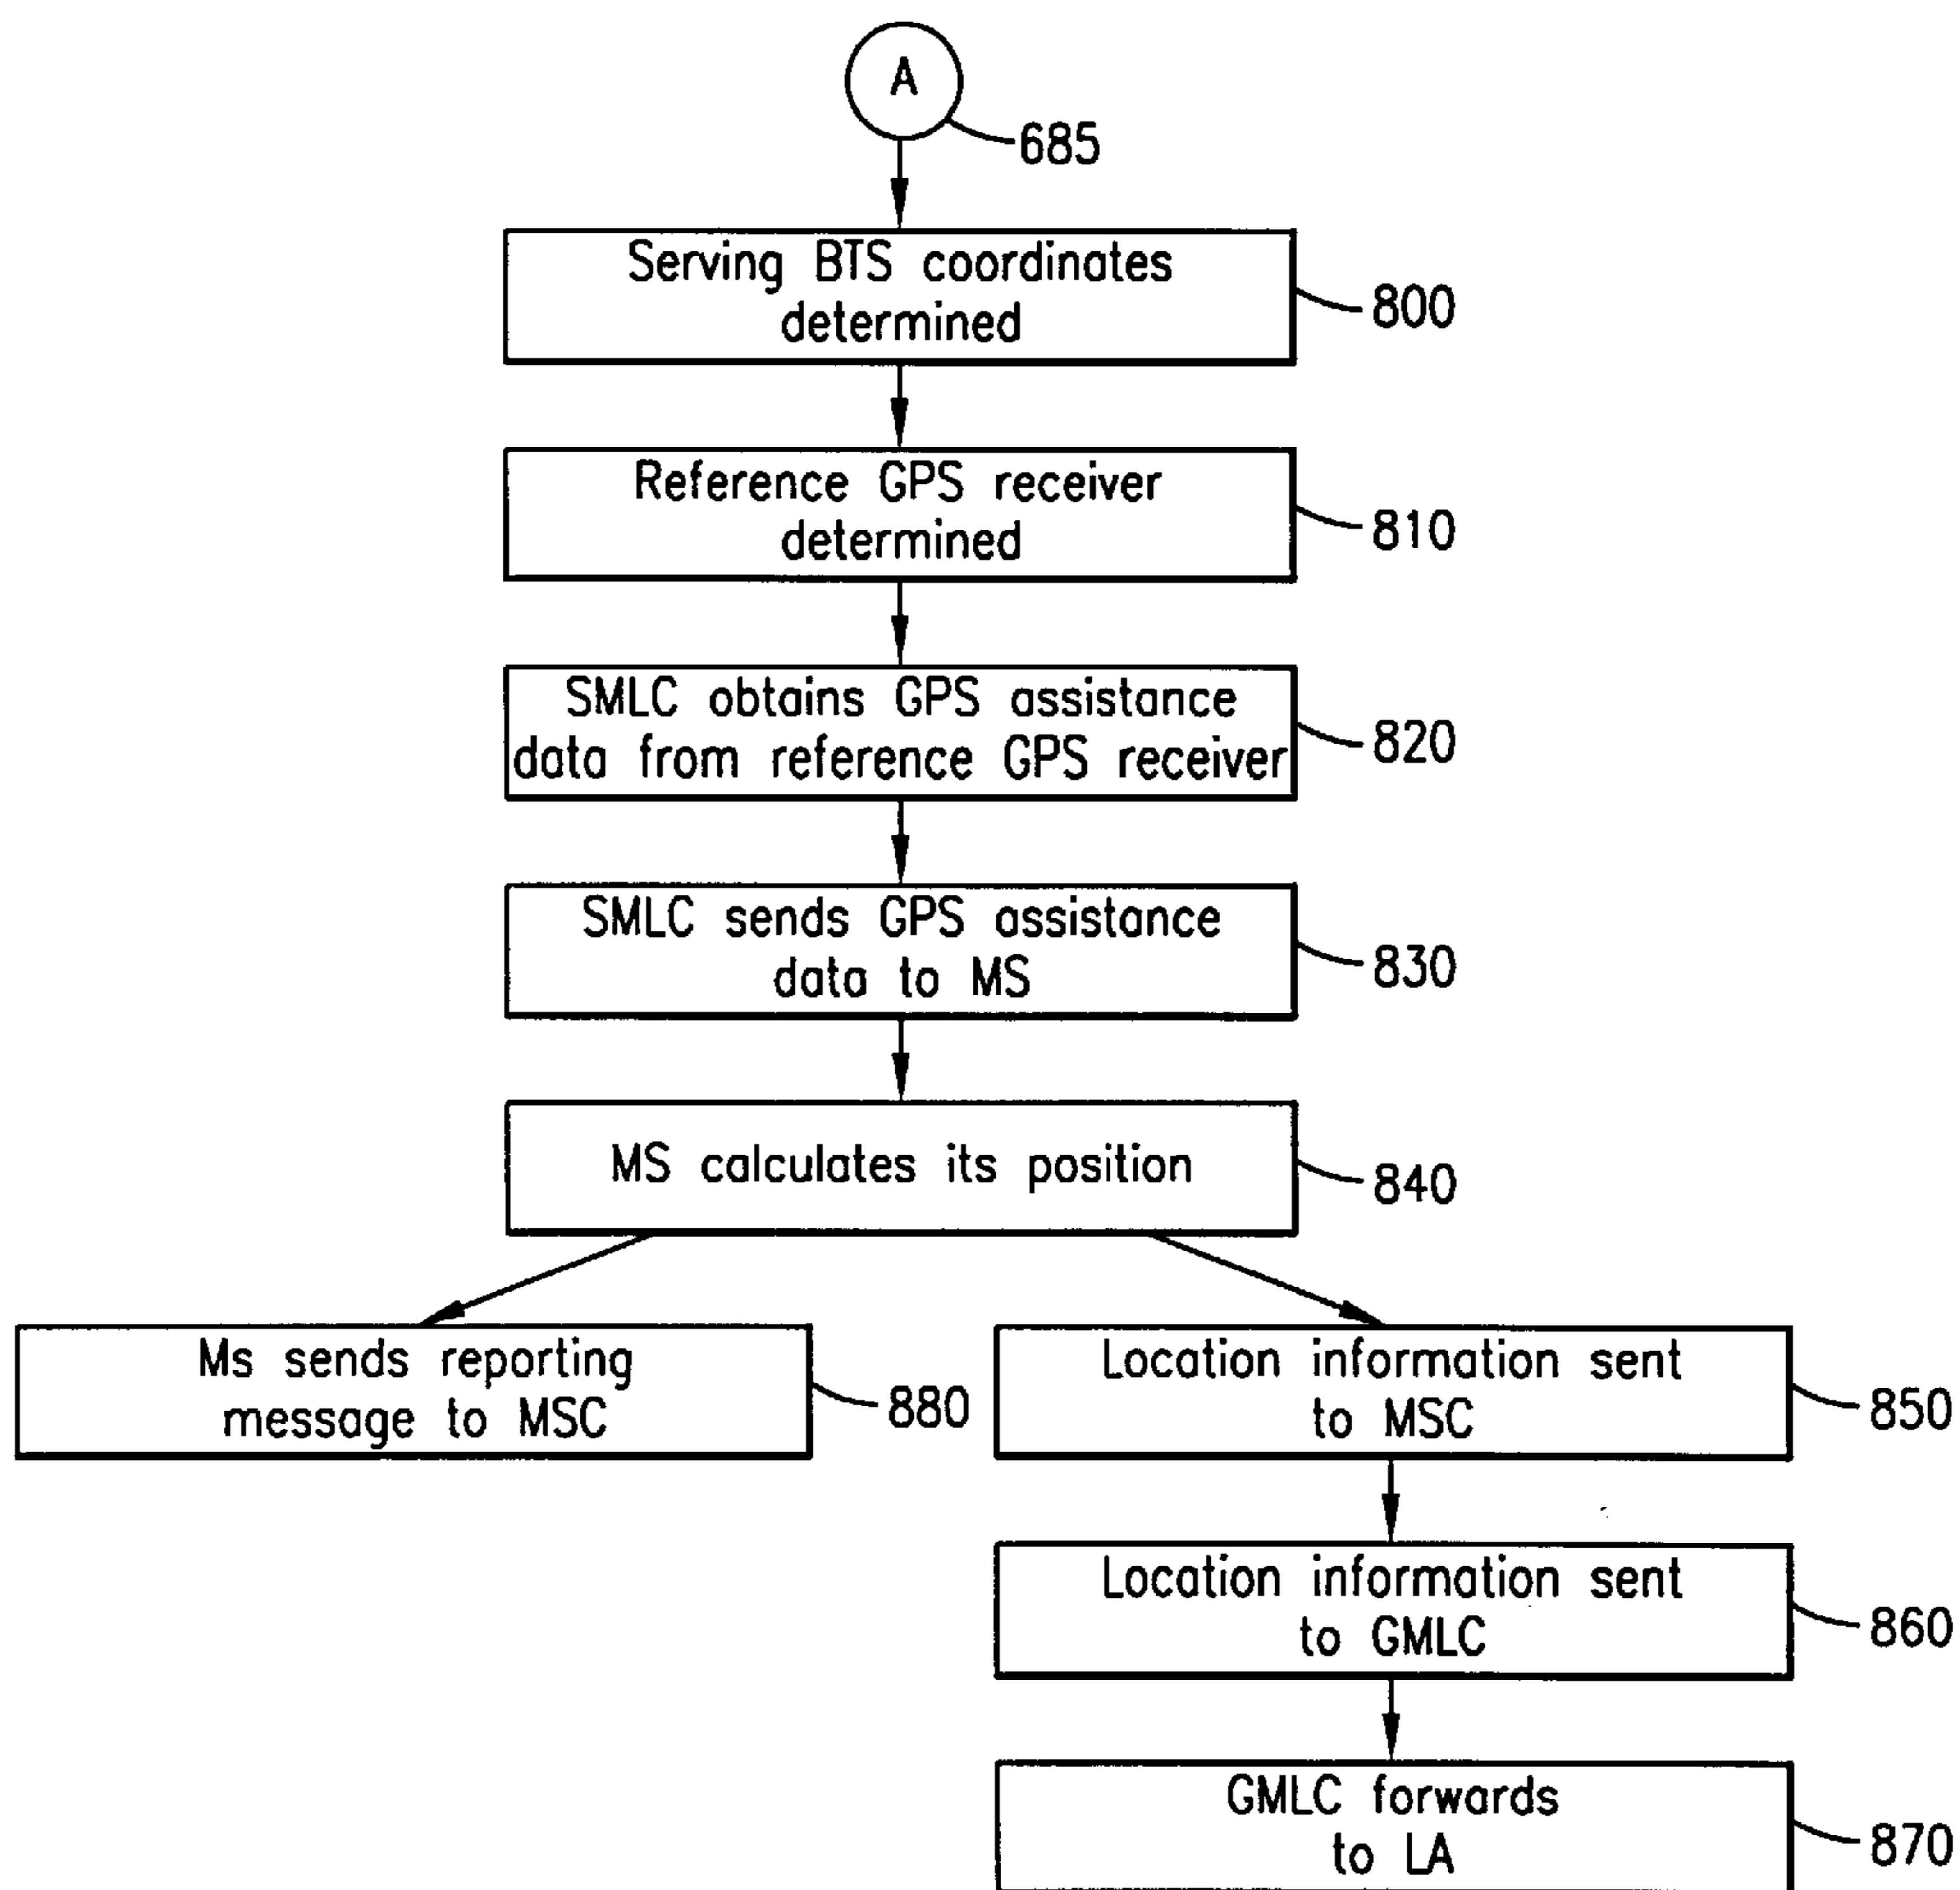 A
685
Serving BTS coordinates
determined
800
Reference GPS receiver
determined
810
SMLC obtains GPS assistance
data from reference GPS receiver
820
SMLC sends GPS assistance
data to MS
830
MS calculates its position
840
Ms sends reporting
message to MSC
880
Location information sent
to MSC
850
Location information sent
to GMLC
860
GMLC forwards
to LA
870